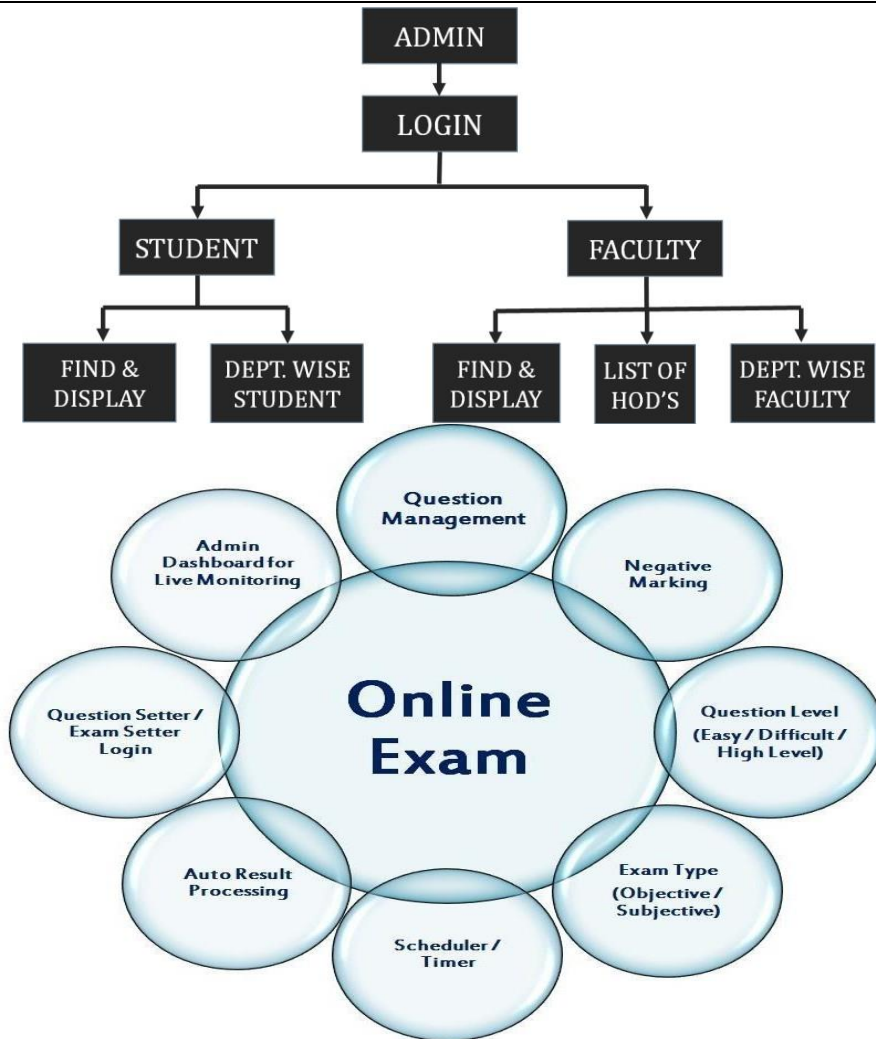 ADMIN
LOGIN
STUDENT
FACULTY
FIND &
DISPLAY
DEPT. WISE
STUDENT
FIND &
DISPLAY
LIST OF
HOD'S
DEPT. WISE
FACULTY
Question
Management
Admin
Dashboard for
Live Monitoring
Negative
Marking
Question Setter /
Exam Setter
Login
Online
Exam
Question Level
(Easy / Difficult /
High Level)
Auto Result
Processing
Exam Type
(Objective /
Subjective)
Scheduler /
Timer